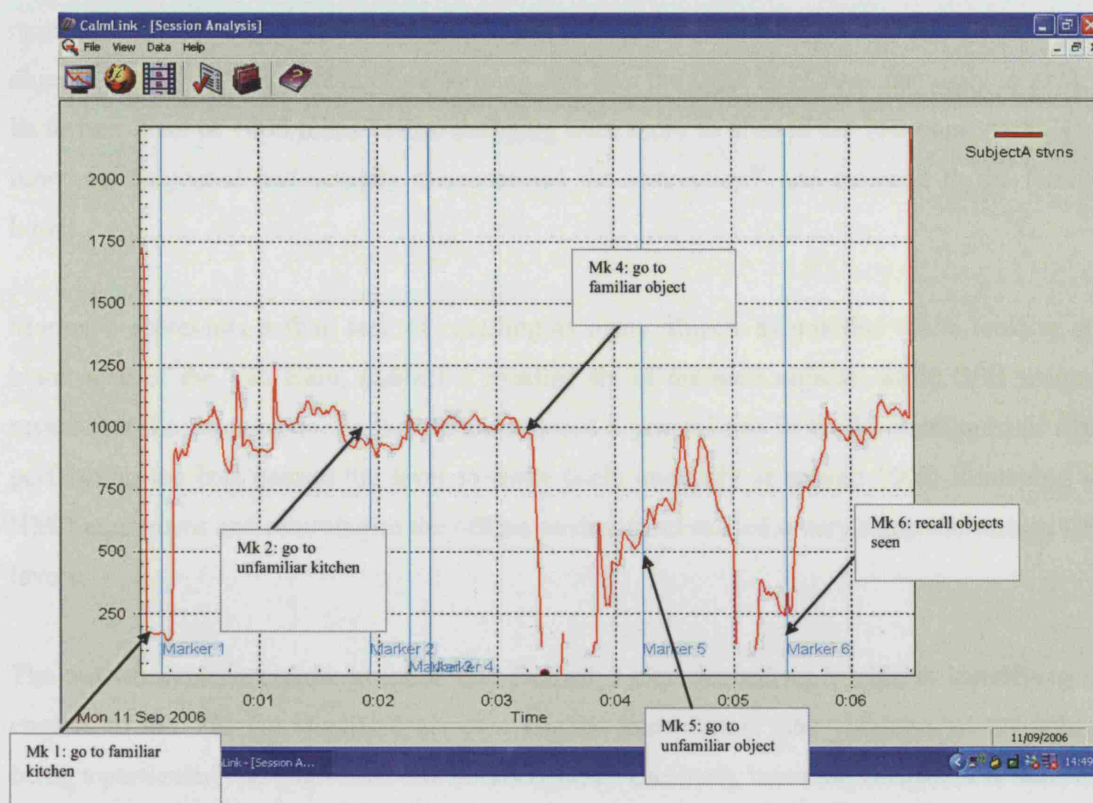 CalmLink - [Session Analysis]
File View Data Help
SubjectA stvns
2000
1750
1500
1250
1000
750
500
250
Mk 4: go to
familiar object
Mk 2: go to
unfamiliar kitchen
Mk 6: recall objects
seen
Marker 1
Marker 2
Marker 5
Marker 6
0:01
0:02
0:03
0:04
0:05
0:06
Mon 11 Sep 2006
Time
Mk 1: go to familiar
kitchen
Mk 5: go to
unfamiliar object
11/09/2006
Link - [Session A...
14:49